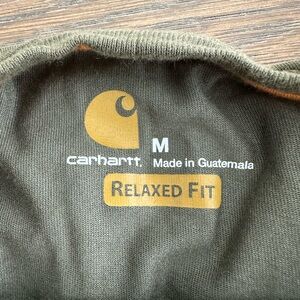 M
carhartt. Made in Guatemala
RELAXED FIT